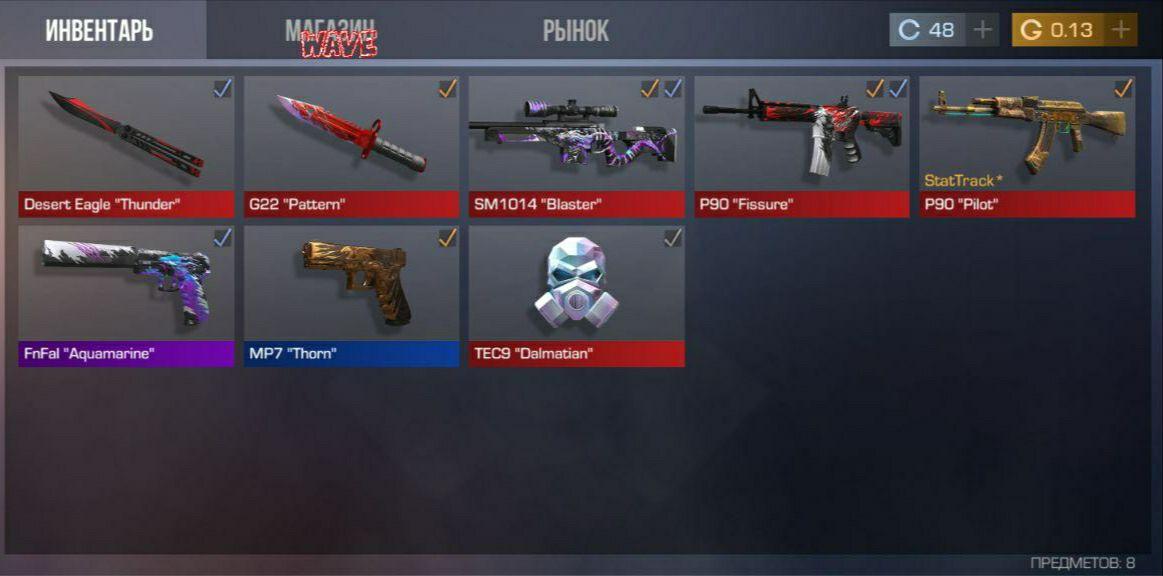 ИНВЕНТАРЬ
МАГАЗИН
WAVE
РЫНОК
C 48 +
G 0.13 +
Desert Eagle "Thunder"
G22 "Pattern"
SM1014 "Blaster"
P90 "Fissure"
StatTrack*
P90 "Pilot"
FnFal "Aquamarine"
MP7 "Thorn"
TEC9 "Dalmatian"
ПРЕДМЕТОВ: 8